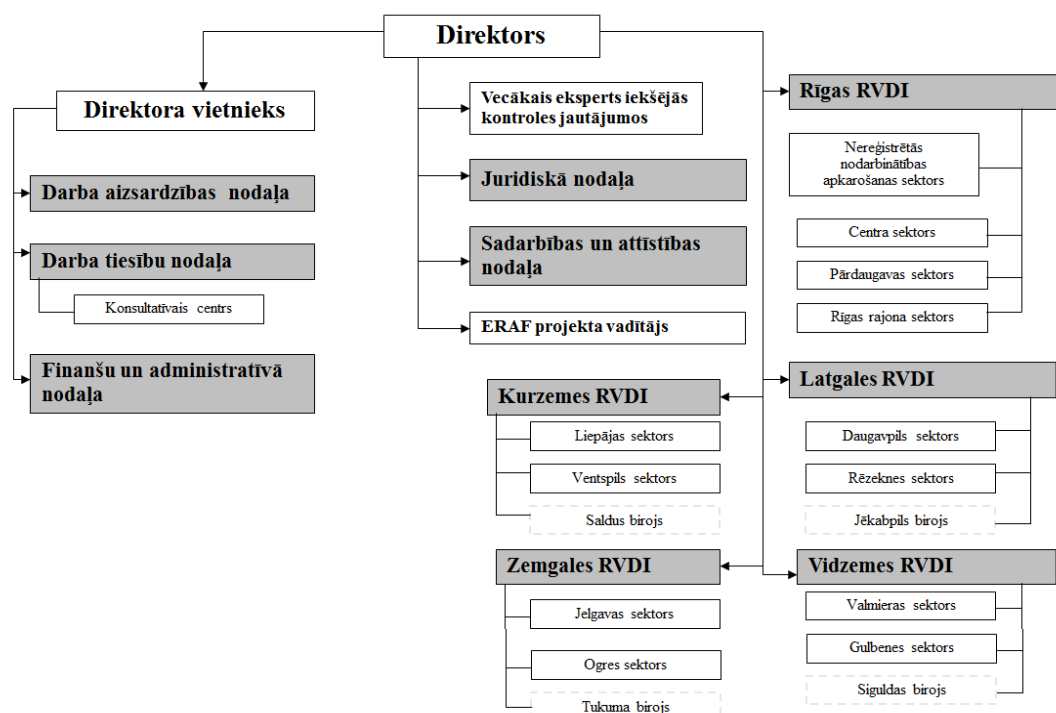 Direktors
Direktora vietnieks
Darba aizsardzības nodaļa
Darba tiesību nodaļa
Konsultatīvais centrs
Finanšu un administratīvā
nodaļa
Vecākais eksperts iekšējās
kontroles jautājumos
Juridiskā nodaļa
Sadarbības un attīstības
nodaļa
ERAF projekta vadītājs
Rīgas RVDI
Nereģistrētās
nodarbinātības
apkarošanas sektors
Centra sektors
Pārdaugavas sektors
Rīgas rajona sektors
Kurzemes RVDI
Liepājas sektors
Ventspils sektors
Saldus birojs
Latgales RVDI
Daugavpils sektors
Rēzeknes sektors
Jēkabpils birojs
Zemgales RVDI
Jelgavas sektors
Ogres sektors
Tukuma birojs
Vidzemes RVDI
Valmieras sektors
Gulbenes sektors
Siguldas birojs